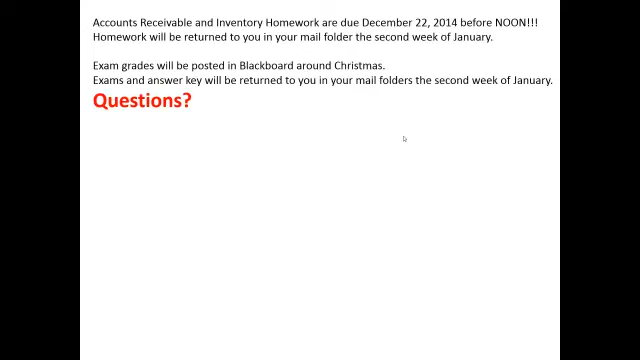 Accounts Receivable and Inventory Homework are due December 22, 2014 before NOON!!!
Homework will be returned to you in your mail folder the second week of January.
Exam grades will be posted in Blackboard around Christmas.
Exams and answer key will be returned to you in your mail folders the second week of January.
Questions?